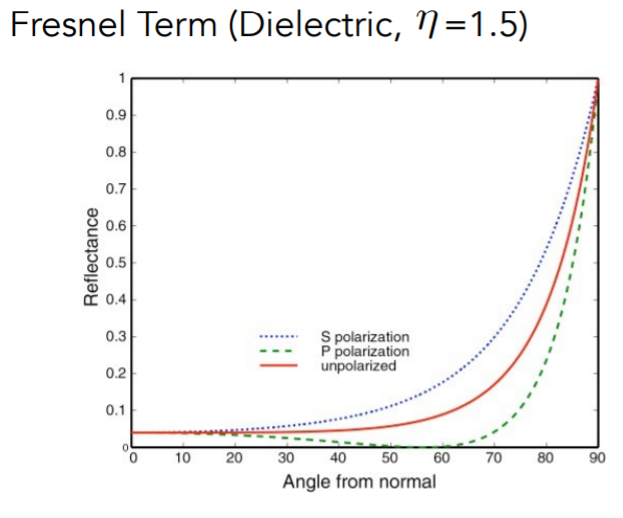 Fresnel Term (Dielectric, η=1.5)
1
0.9
0.8
0.7
0.6
0.5
0.4
0.3
0.2
0.1
0
Reflectance
S polarization
P polarization
unpolarized
0 10 20 30 40 50 60 70 80 90
Angle from normal